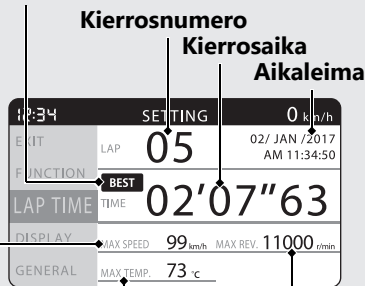 Kierrosnumero
Kierrosaika
Aikaleima
12:34 SETTING 0 km/h
EXIT LAP 05 02/ JAN /2017
AM 11:34:50
FUNCTION BEST
LAP TIME TIME 02'07"63
DISPLAY MAX SPEED 99 km/h MAX REV. 11000 r/min
GENERAL MAX TEMP. 73 °C